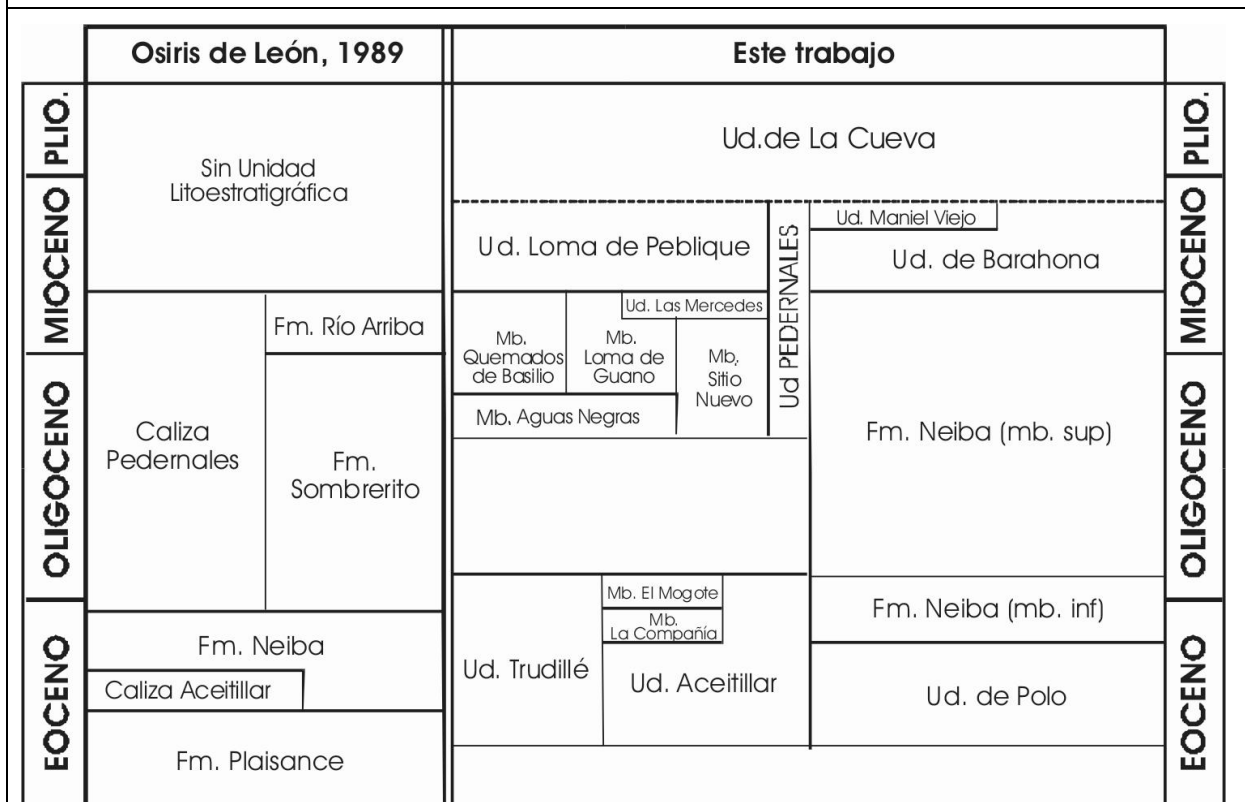 Osiris de León, 1989
Este trabajo
PLIO.
MIOCENO
OLIGOCENO
EOCENO
Sin Unidad
Litoestratigráfica
Caliza
Pedernales
Fm. Río Arriba
Fm.
Sombrerito
Fm. Neiba
Caliza Aceitillar
Fm. Plaisance
Ud.de La Cueva
Ud. Loma de Peblique
Ud. Las Mercedes
Mb.
Quemados
de Basilio
Mb.
Loma de
Guano
Mb.
Sitio
Nuevo
Mb. Aguas Negras
Ud PEDERNALES
Ud. Maniel Viejo
Ud. de Barahona
Fm. Neiba (mb. sup)
Mb. El Mogote
Mb.
La Compañía
Ud. Trudillé
Ud. Aceitillar
Fm. Neiba (mb. inf)
Ud. de Polo
PLIO.
MIOCENO
OLIGOCENO
EOCENO